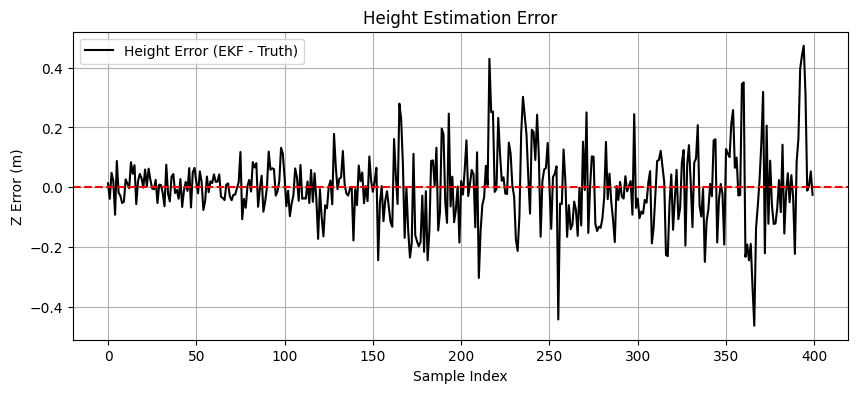 Height Estimation Error
Height Error (EKF - Truth)
Z Error (m)
0.4
0.2
0.0
−0.2
−0.4
0 50 100 150 200 250 300 350 400
Sample Index